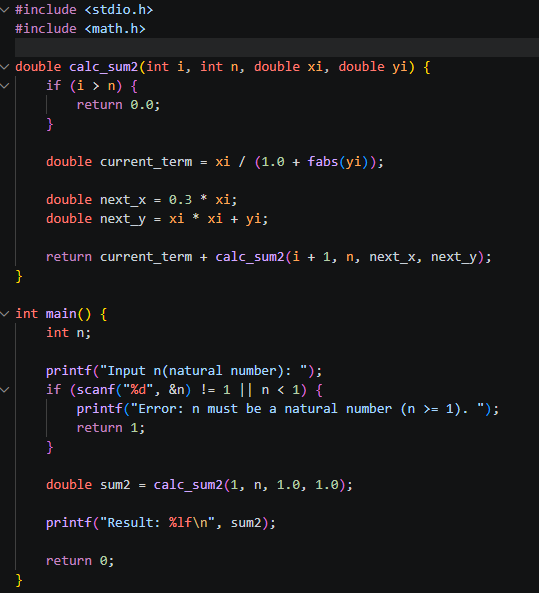 #include <stdio.h>
#include <math.h>
double calc_sum2(int i, int n, double xi, double yi) {
if (i > n) {
return 0.0;
}
double current_term = xi / (1.0 + fabs(yi));
double next_x = 0.3 * xi;
double next_y = xi * xi + yi;
return current_term + calc_sum2(i + 1, n, next_x, next_y);
}
int main() {
int n;
printf("Input n(natural number): ");
if (scanf("%d", &n) != 1 || n < 1) {
printf("Error: n must be a natural number (n >= 1). ");
return 1;
}
double sum2 = calc_sum2(1, n, 1.0, 1.0);
printf("Result: %lf\n", sum2);
return 0;
}